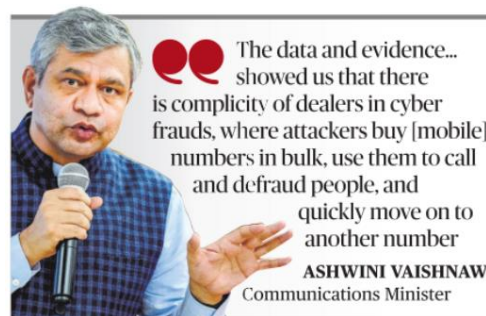 The data and evidence...
showed us that there
is complicity of dealers in cyber
frauds, where attackers buy [mobile]
numbers in bulk, use them to call
and defraud people, and
quickly move on to
another number
ASHWINI VAISHNAW
Communications Minister